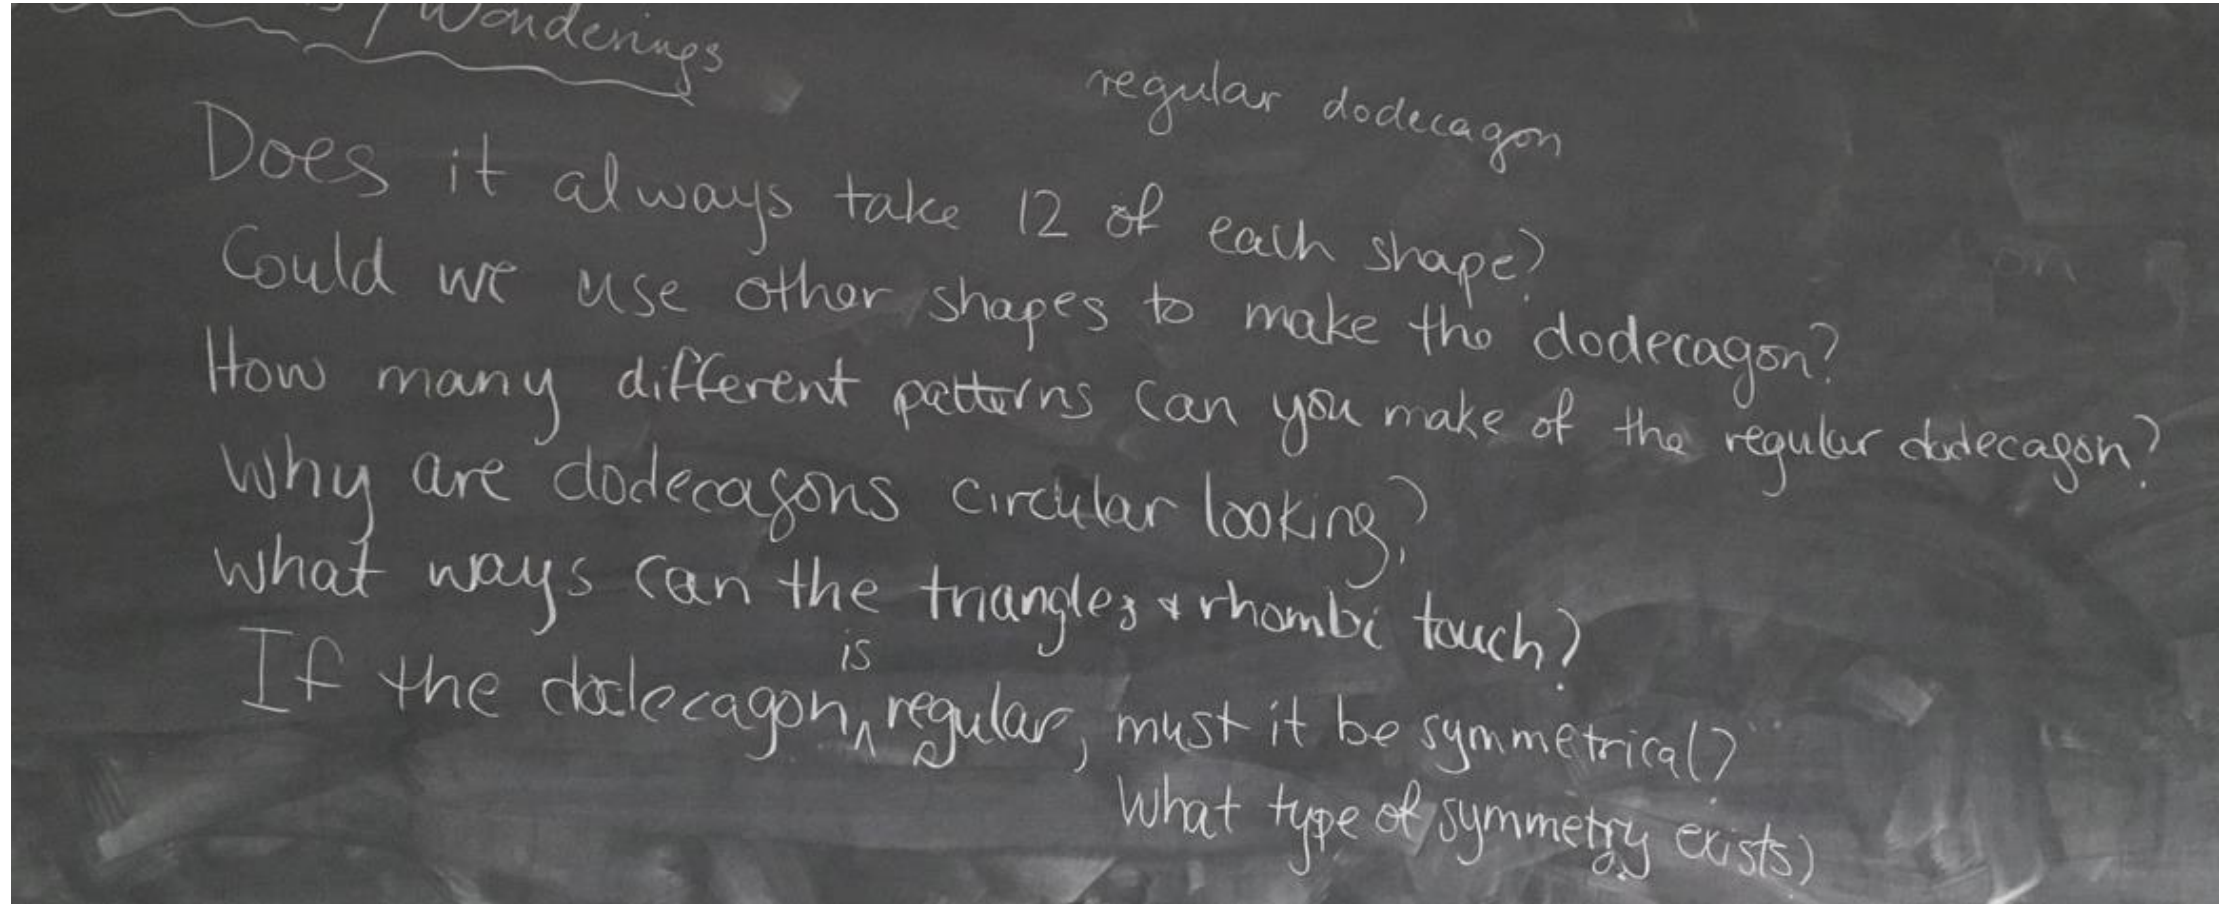 / Wonderings
regular dodecagon
Does it always take 12 of each shape?
Could we use other shapes to make the dodecagon?
How many different patterns can you make of the regular dodecagon?
Why are dodecagons circular looking?
What ways can the triangles & rhombi touch?
If the dodecagon ^ is regular, must it be symmetrical?
What type of symmetry exists?